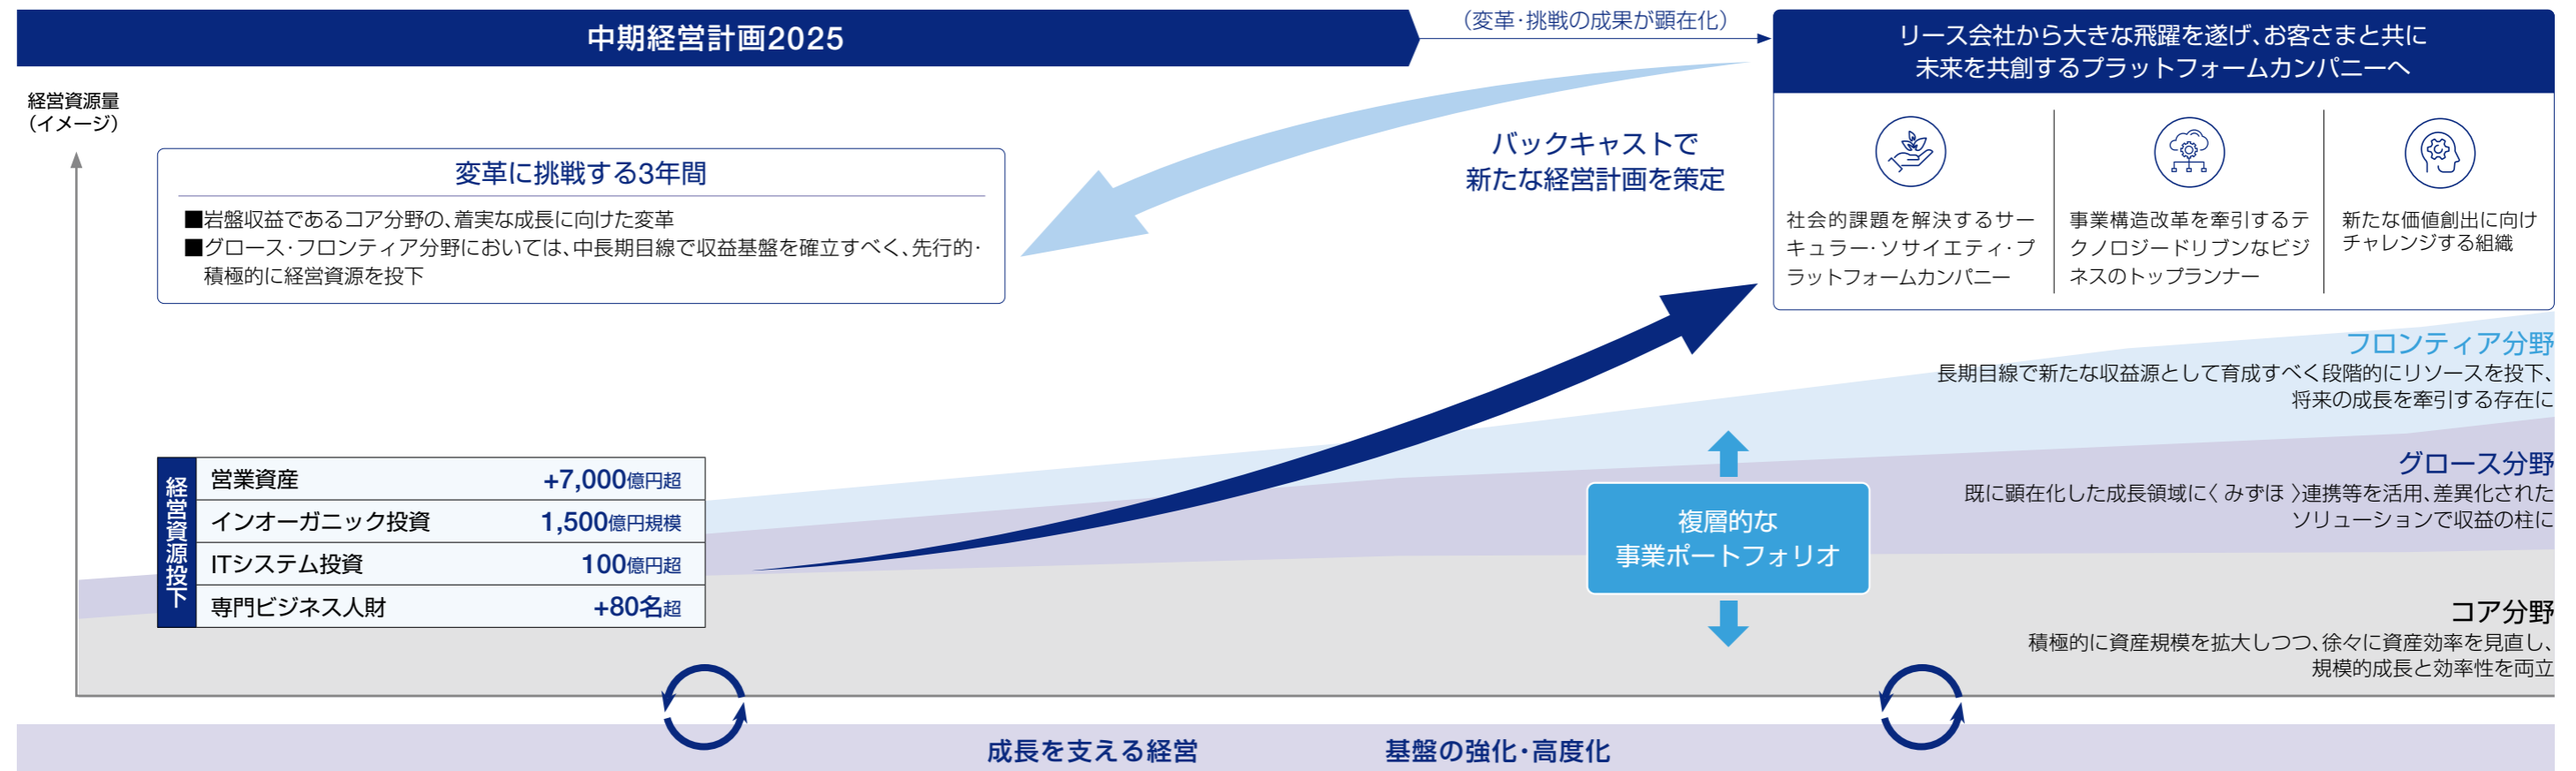 中期経営計画2025
（変革・挑戦の成果が顕在化）
リース会社から大きな飛躍を遂げ、お客さまと共に
未来を共創するプラットフォームカンパニーへ
経営資源量
（イメージ）
変革に挑戦する3年間
■岩盤収益であるコア分野の、着実な成長に向けた変革
■グロース・フロンティア分野においては、中長期目線で収益基盤を確立すべく、先行的・
積極的に経営資源を投下
バックキャストで
新たな経営計画を策定
社会的課題を解決するサー
キュラー・ソサイエティ・プ
ラットフォームカンパニー
事業構造改革を牽引するテ
クノロジードリブンなビジ
ネスのトップランナー
新たな価値創出に向け
チャレンジする組織
フロンティア分野
長期目線で新たな収益源として育成すべく段階的にリソースを投下、
将来の成長を牽引する存在に
グロース分野
既に顕在化した成長領域に〈みずほ〉連携等を活用、差異化された
ソリューションで収益の柱に
コア分野
積極的に資産規模を拡大しつつ、徐々に資産効率を見直し、
規模的成長と効率性を両立
経営資源投下
営業資産 +7,000億円超
インオーガニック投資 1,500億円規模
ITシステム投資 100億円超
専門ビジネス人財 +80名超
複層的な
事業ポートフォリオ
成長を支える経営 基盤の強化・高度化